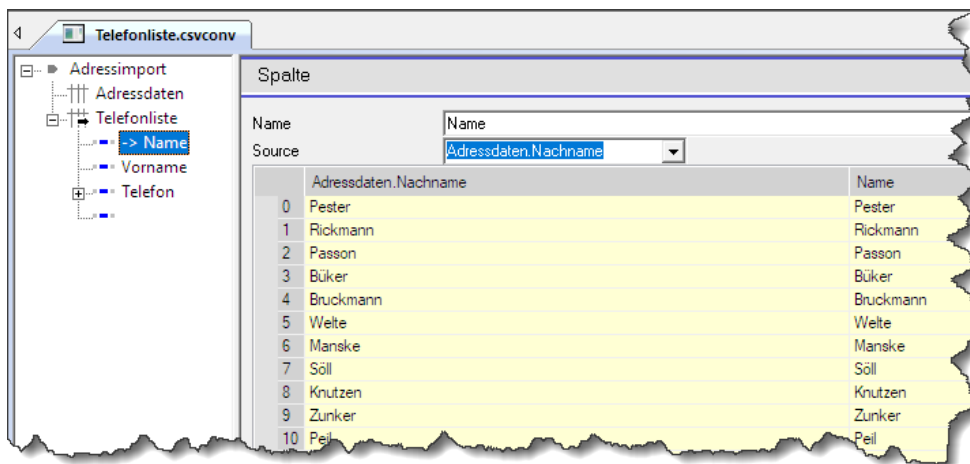 Telefonliste.csvconv
Adressimport
Adressdaten
Telefonliste
-> Name
Vorname
Telefon
Spalte
Name Name
Source Adressdaten.Nachname
Adressdaten.Nachname Name
0 Pester Pester
1 Rickmann Rickmann
2 Passon Passon
3 Büker Büker
4 Bruckmann Bruckmann
5 Welte Welte
6 Manske Manske
7 Söll Söll
8 Knutzen Knutzen
9 Zunker Zunker
10 Peil Peil